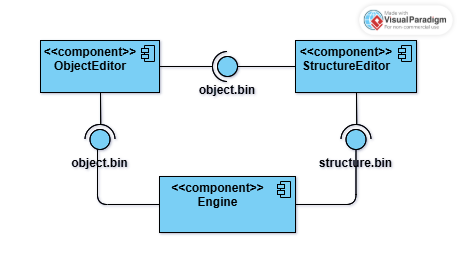 Made with
Visual Paradigm
For non-commercial use
<<component>>
ObjectEditor
<<component>>
StructureEditor
object.bin
object.bin
structure.bin
<<component>>
Engine